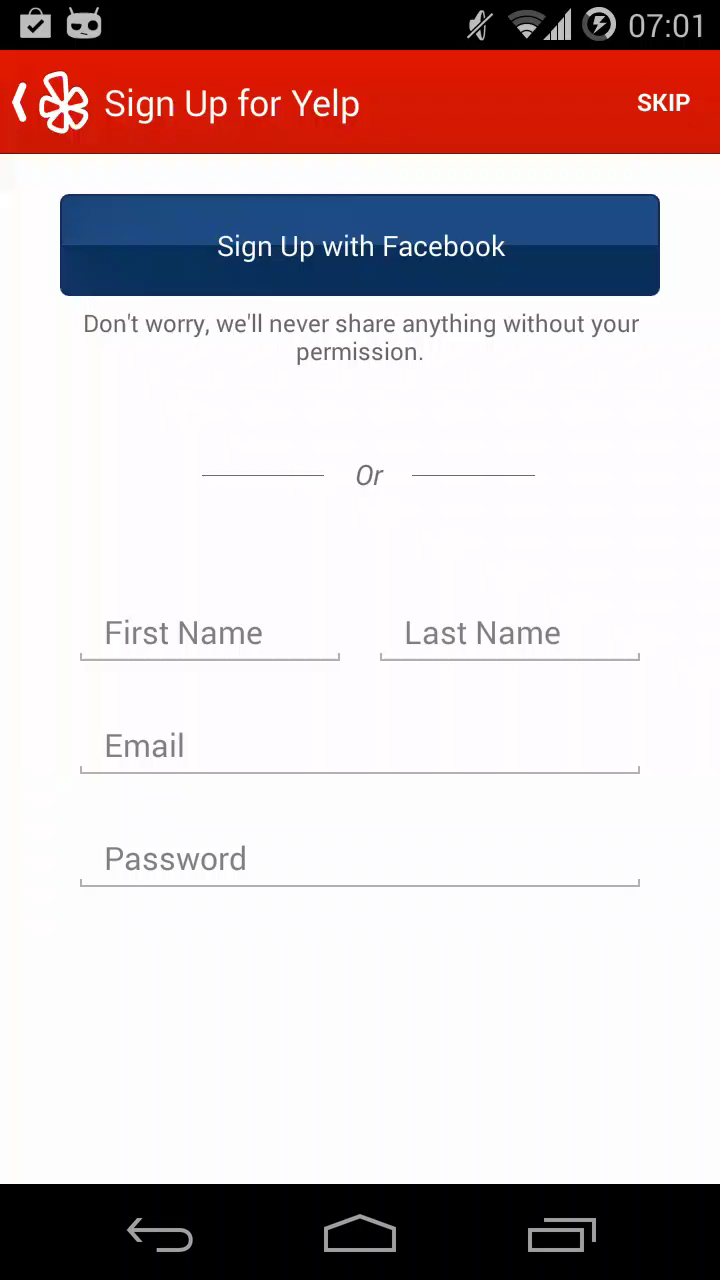 07:01
Sign Up for Yelp
SKIP
Sign Up with Facebook
Don't worry, we'll never share anything without your
permission.
Or
First Name
Last Name
Email
Password